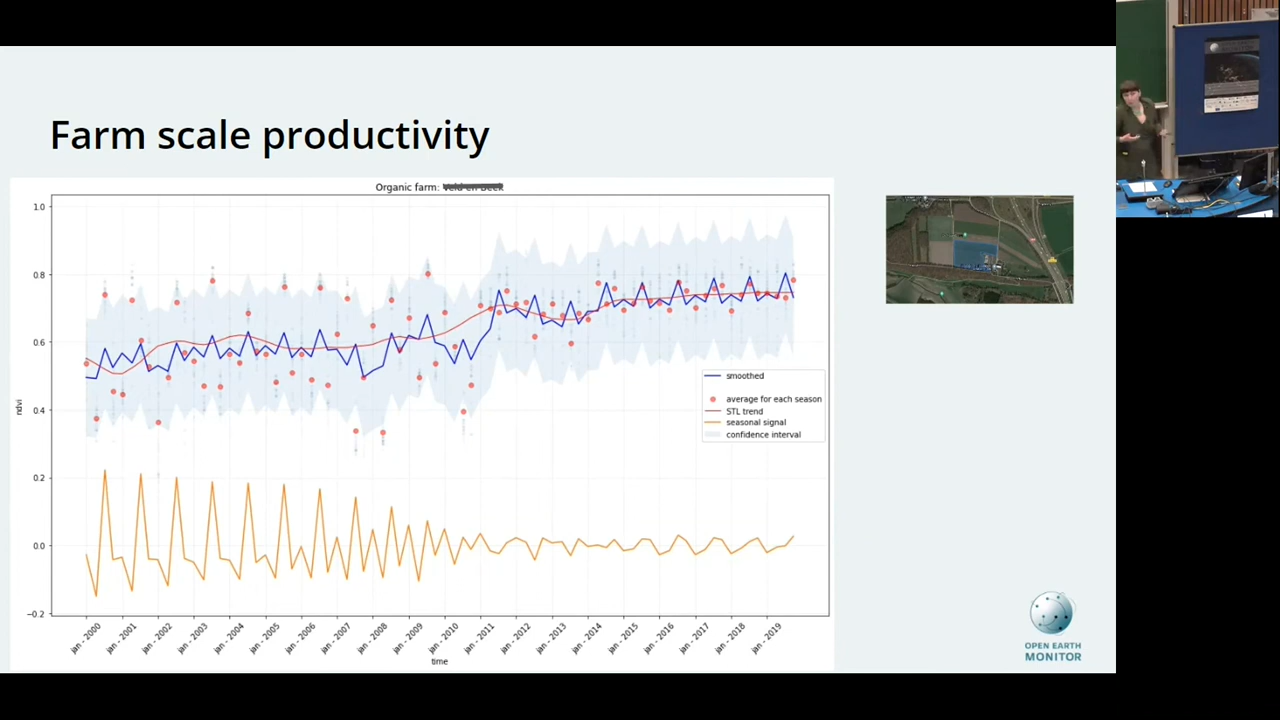 Farm scale productivity
Organic farm:
1.0
0.8
0.6
0.4
0.2
0.0
−0.2
ndvi
smoothed
average for each season
STL trend
seasonal signal
confidence interval
jan - 2000
jan - 2001
jan - 2002
jan - 2003
jan - 2004
jan - 2005
jan - 2006
jan - 2007
jan - 2008
jan - 2009
jan - 2010
jan - 2011
jan - 2012
jan - 2013
jan - 2014
jan - 2015
jan - 2016
jan - 2017
jan - 2018
jan - 2019
time
OPEN EARTH
MONITOR